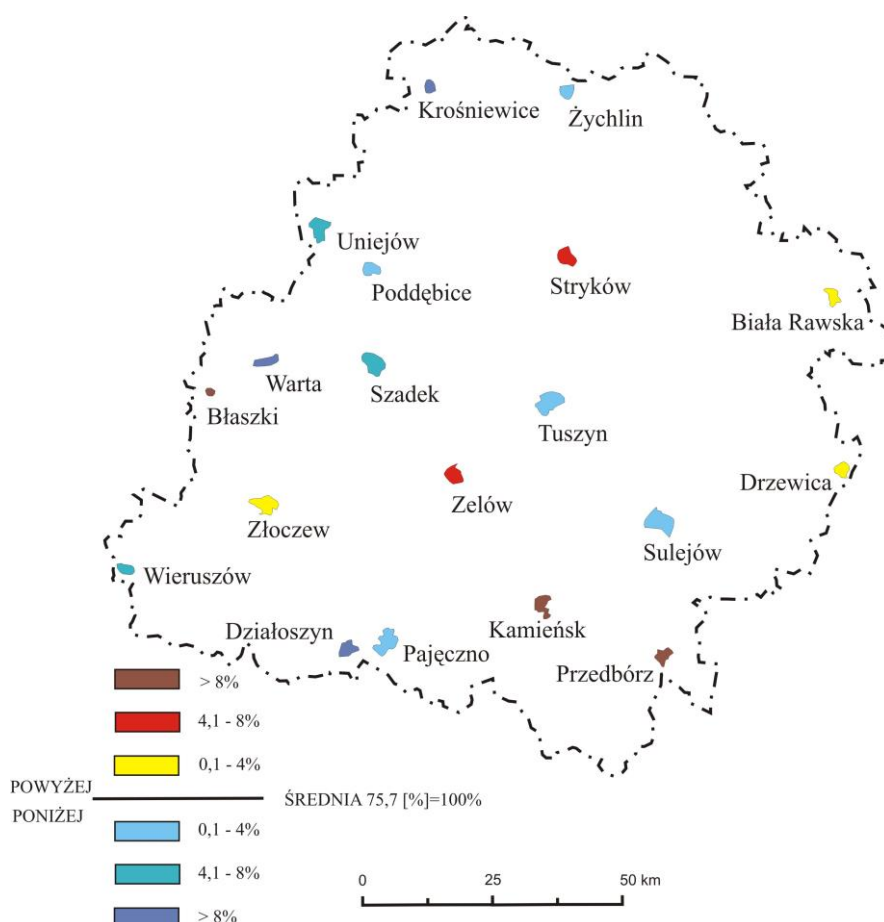 Krośniewice
Żychlin
Uniejów
Poddębice
Stryków
Biała Rawska
Warta
Szadek
Błaszki
Tuszyn
Zelów
Drzewica
Złoczew
Sulejów
Wieruszów
Kamieńsk
Działoszyn
Pajęczno
Przedbórz
> 8%
4,1 - 8%
0,1 - 4%
POWYŻEJ
ŚREDNIA 75,7 [%]=100%
PONIŻEJ
0,1 - 4%
4,1 - 8%
> 8%
0 25 50 km